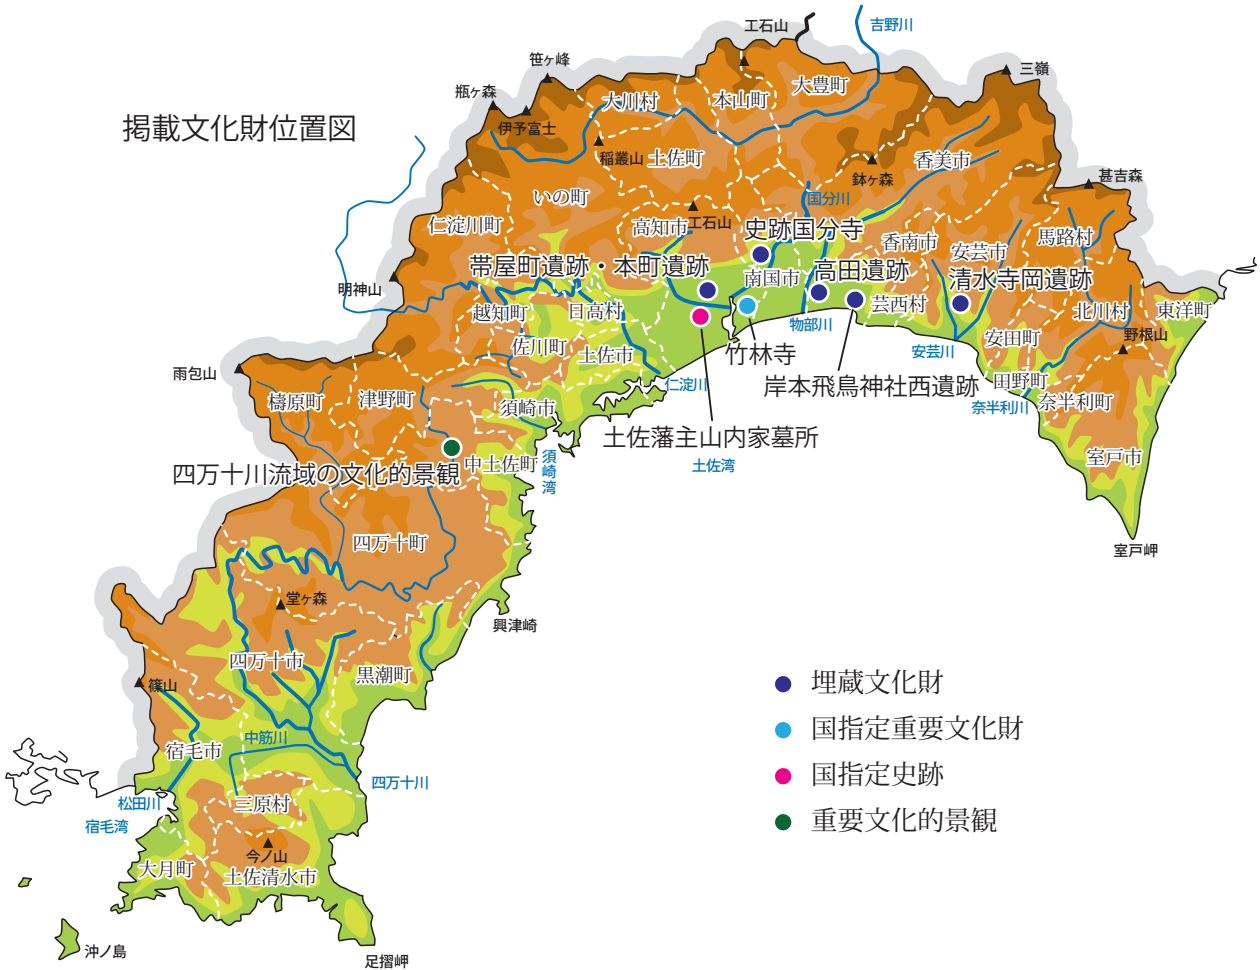 掲載文化財位置図
工石山
吉野川
笹ヶ峰
三嶺
瓶ヶ森
大川村
本山町
大豊町
伊予富士
稲叢山
土佐町
香美市
鉢ヶ森
甚吉森
いの町
国分川
仁淀川町
高知市
工石山
史跡国分寺
香南市
安芸市
馬路村
帯屋町遺跡・本町遺跡
南国市
高田遺跡
清水寺岡遺跡
明神山
越知町
日高村
芸西村
北川村
東洋町
物部川
佐川町
土佐市
竹林寺
安芸川
安田町
野根山
雨包山
仁淀川
岸本飛鳥神社西遺跡
田野町
檮原町
津野町
須崎市
奈半利川
奈半利町
土佐藩主山内家墓所
四万十川流域の文化的景観
中土佐町
須崎湾
土佐湾
室戸市
四万十町
室戸岬
堂ヶ森
興津崎
四万十市
黒潮町
篠山
埋蔵文化財
国指定重要文化財
国指定史跡
重要文化的景観
宿毛市
中筋川
四万十川
松田川
三原村
宿毛湾
今ノ山
大月町
土佐清水市
沖ノ島
足摺岬